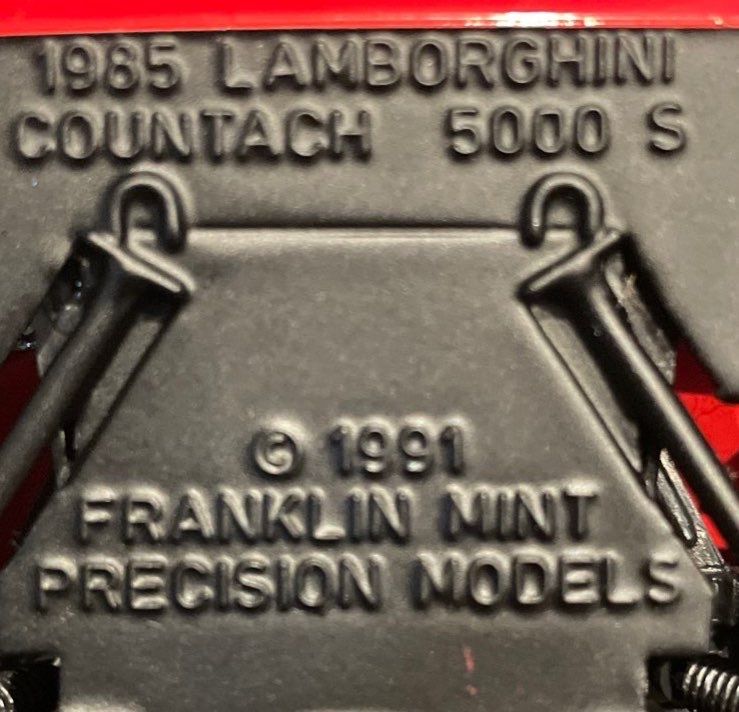 1985 LAMBORGHINI
COUNTACH 5000 S
© 1991
FRANKLIN MINT
PRECISION MODELS